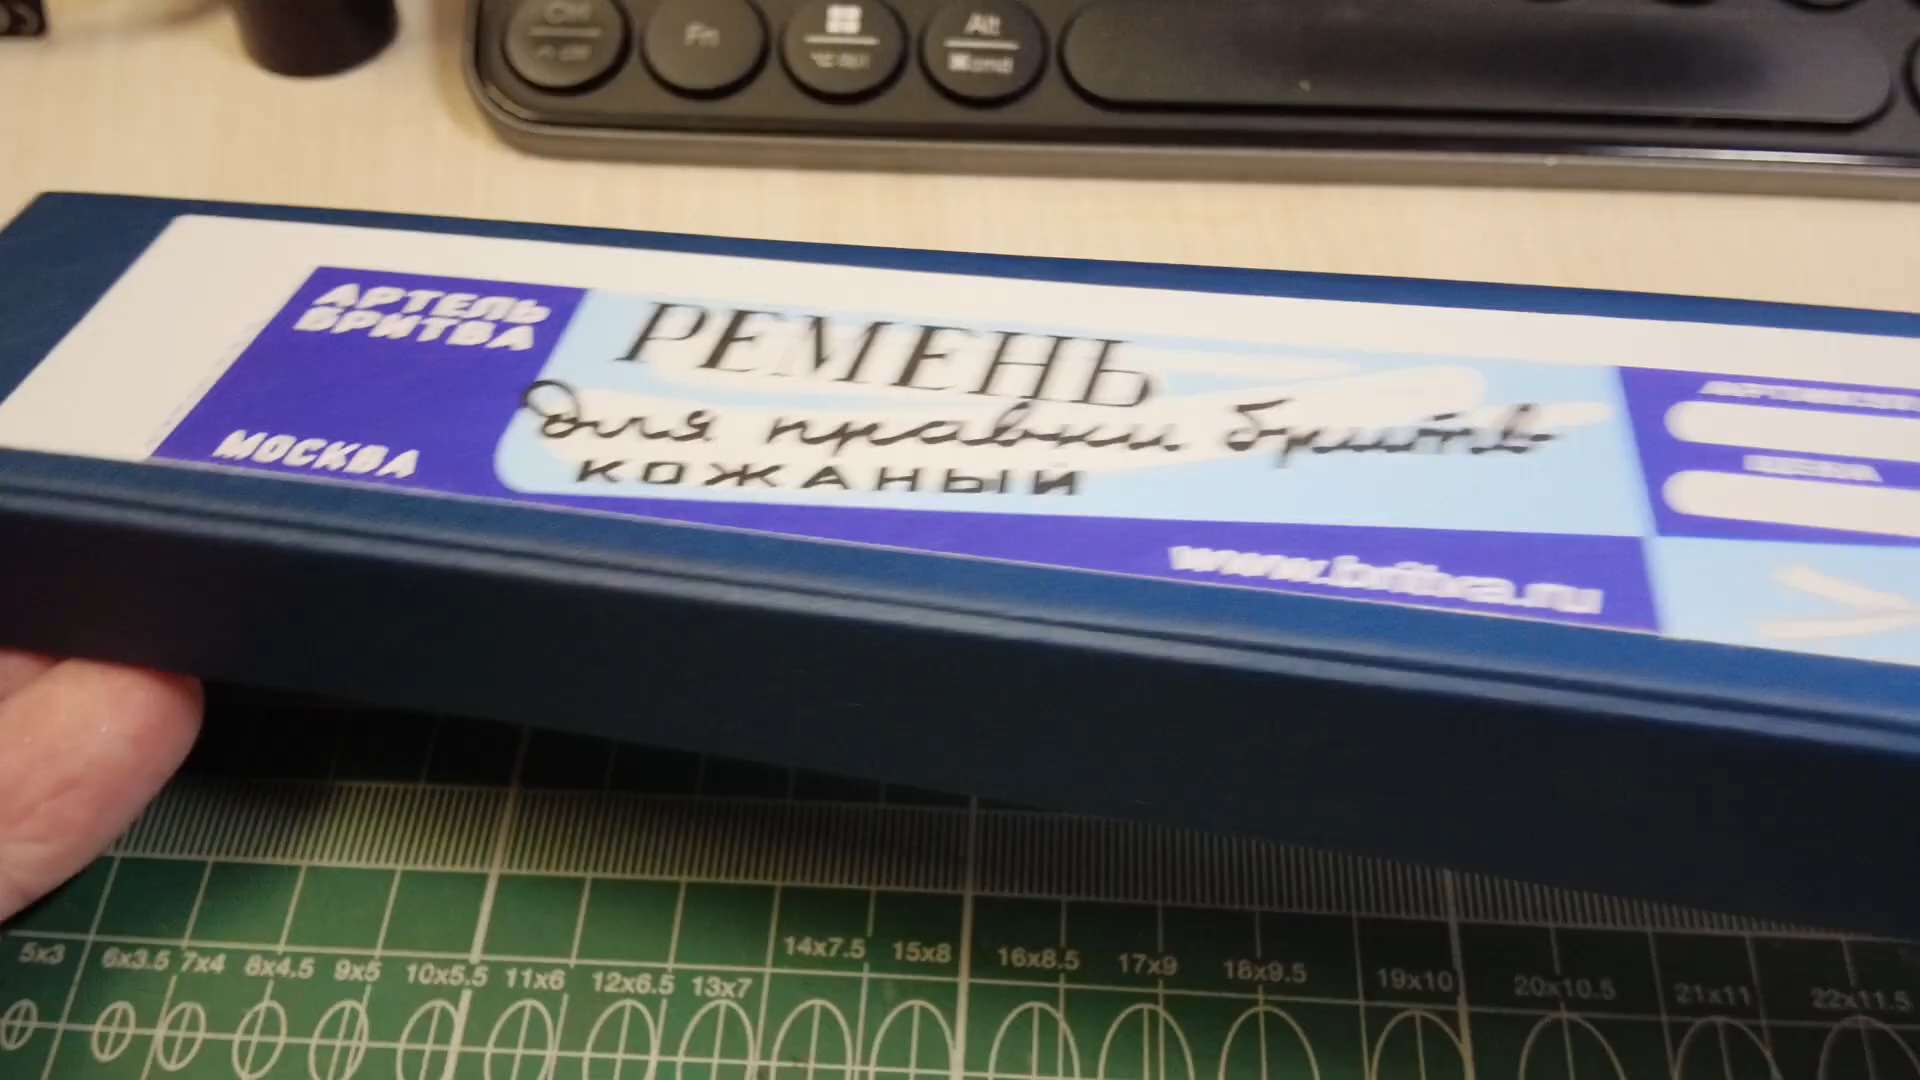 Ctrl
Fn
Alt
cmd
АРТЕЛЬ
БРИТВА
МОСКВА
РЕМЕНЬ
для правки бритв
КОЖАНЫЙ
ЦЕНА
www.britva.ru
5x3 6x3.5 7x4 8x4.5 9x5 10x5.5 11x6 12x6.5 13x7 14x7.5 15x8 16x8.5 17x9 18x9.5 19x10 20x10.5 21x11 22x11.5